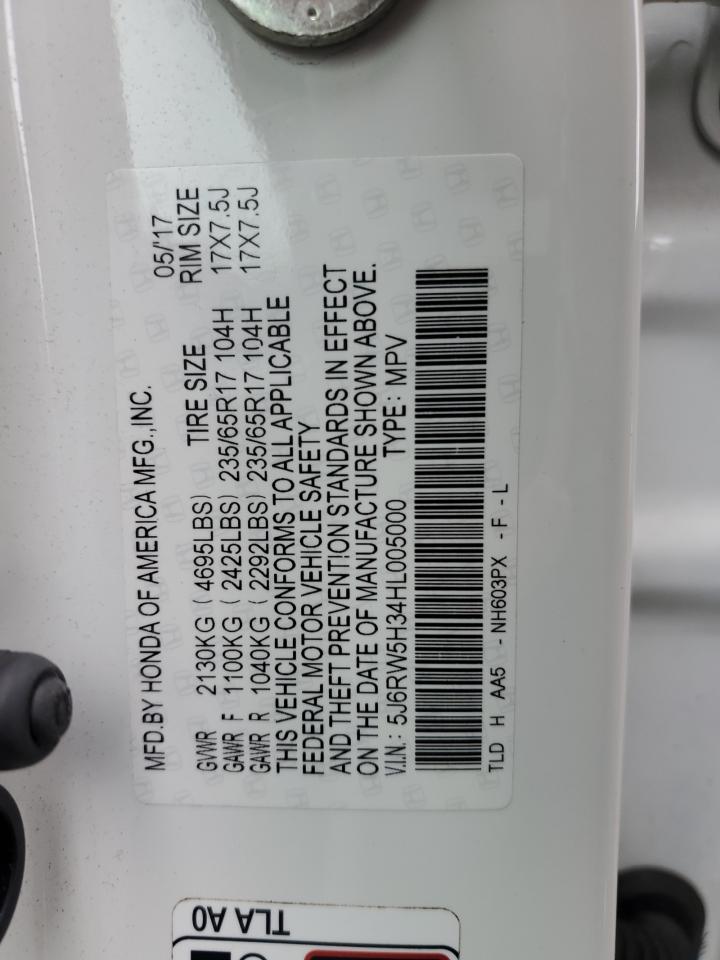 MFD.BY HONDA OF AMERICA MFG.,INC. 05/'17
TIRE SIZE RIM SIZE
GVWR 2130KG ( 4695LBS)
GAWR F 1100KG ( 2425LBS) 235/65R17 104H 17X7.5J
GAWR R 1040KG ( 2292LBS) 235/65R17 104H 17X7.5J
THIS VEHICLE CONFORMS TO ALL APPLICABLE
FEDERAL MOTOR VEHICLE SAFETY
AND THEFT PREVENTION STANDARDS IN EFFECT
ON THE DATE OF MANUFACTURE SHOWN ABOVE.
V.I.N.: 5J6RW5H34HL005000 TYPE: MPV
TLD H AA5 - NH603PX - F - L
TLA A0